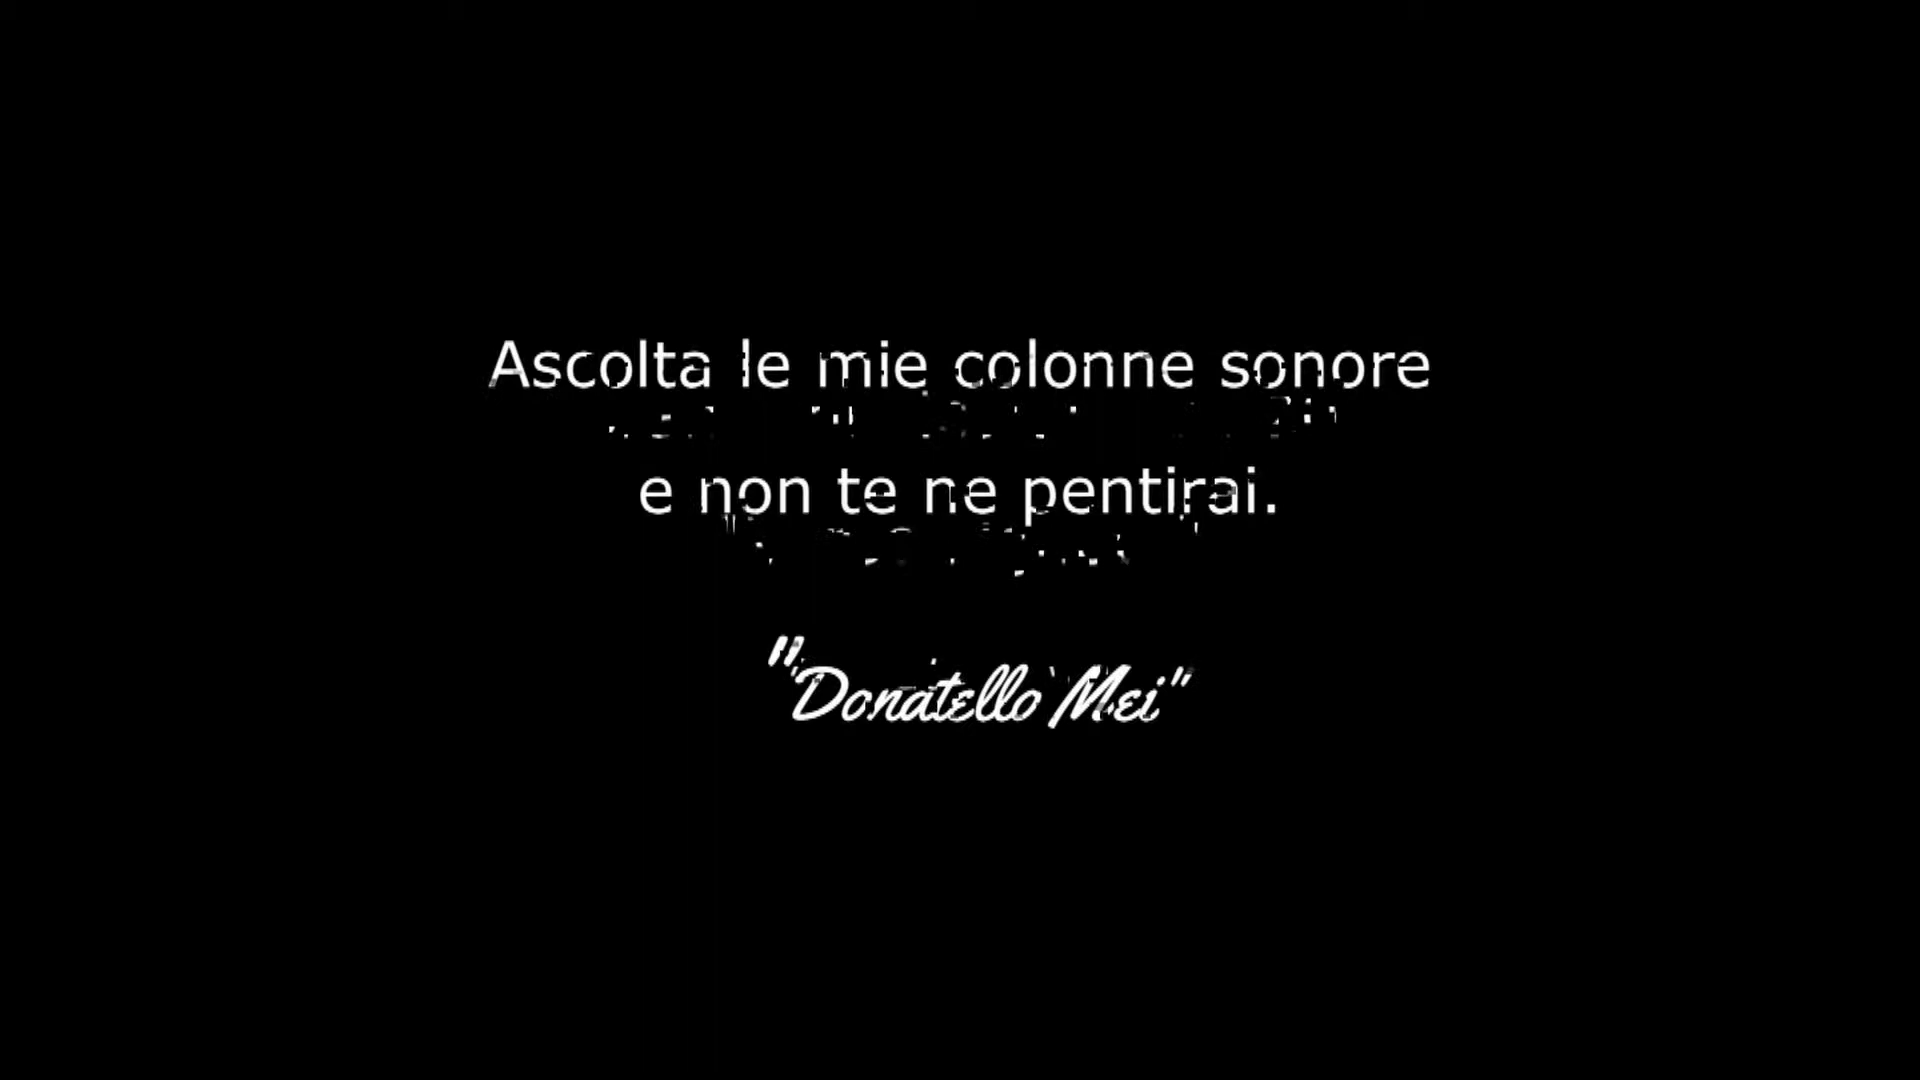 Ascolta le mie colonne sonore
e non te ne pentirai.
"Donatello Mei"